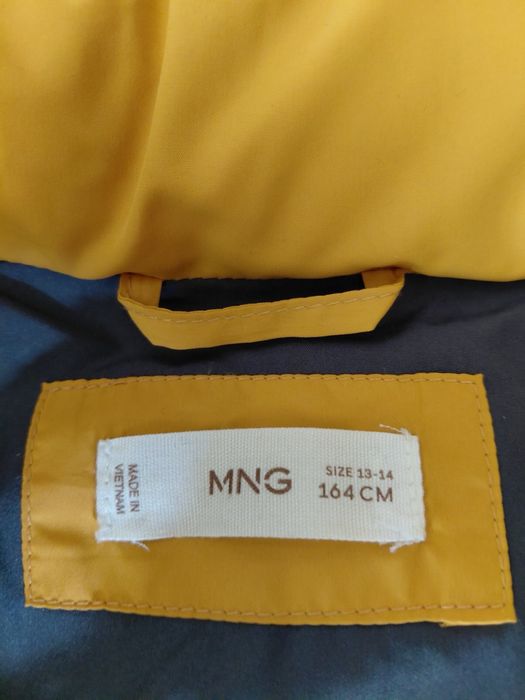 MADE IN
VIETNAM
MNG
SIZE 13-14
164 CM